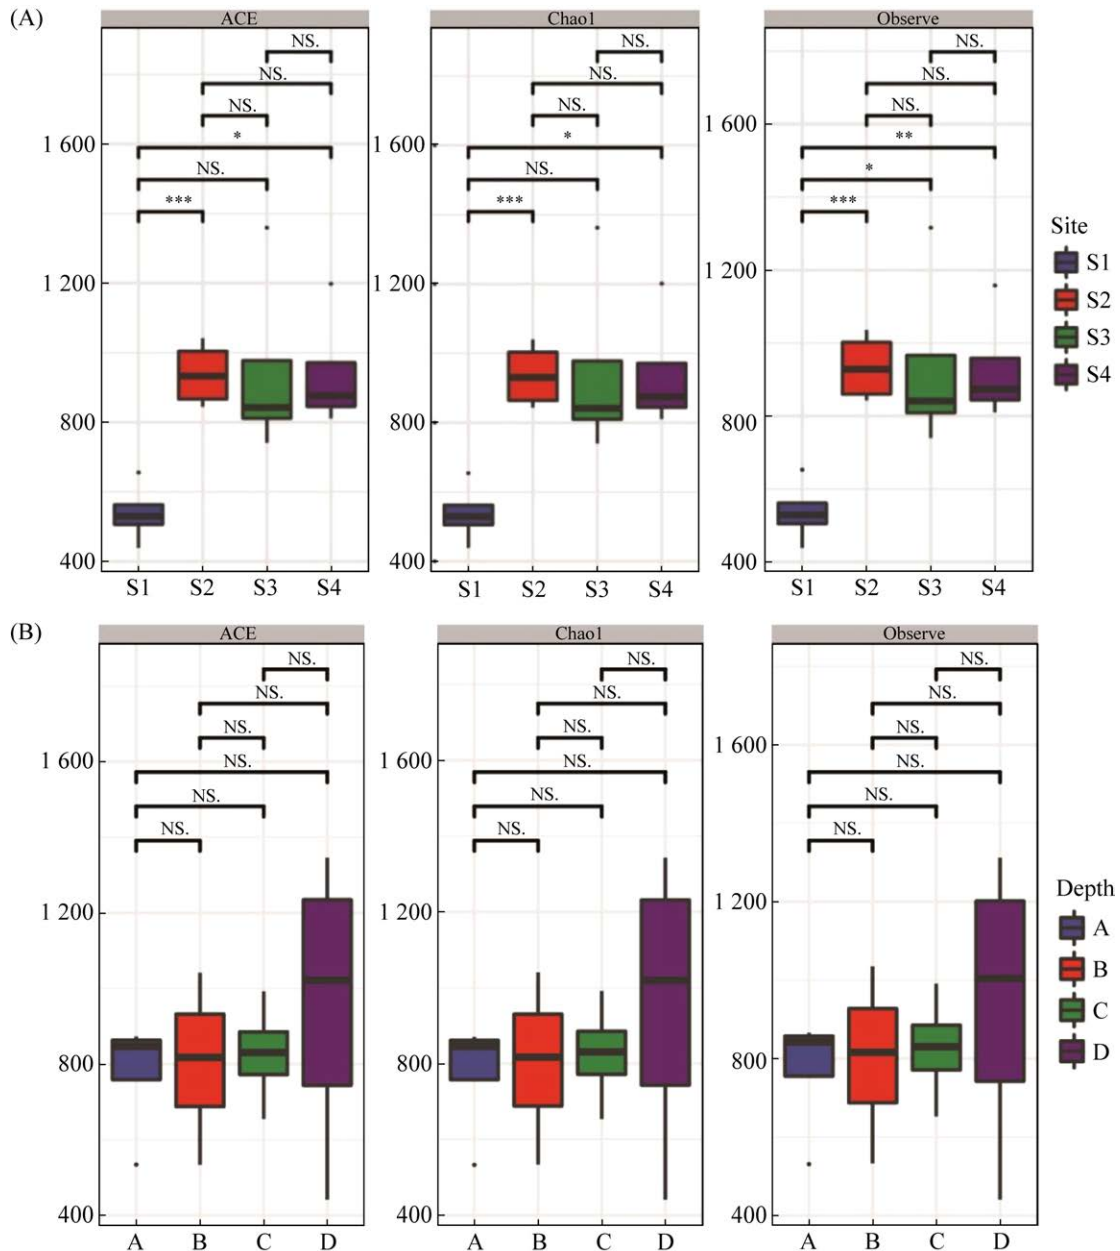 (A)
ACE Chao1 Observe
NS. NS. NS.
NS. NS. NS.
NS. NS. NS.
* * **
NS. NS. *
*** *** ***
1 600 1 600 1 600
1 200 1 200 1 200
800 800 800
400 400 400
S1 S2 S3 S4 S1 S2 S3 S4 S1 S2 S3 S4
Site
S1
S2
S3
S4
(B)
ACE Chao1 Observe
NS. NS. NS.
NS. NS. NS.
NS. NS. NS.
NS. NS. NS.
NS. NS. NS.
NS. NS. NS.
1 600 1 600 1 600
1 200 1 200 1 200
800 800 800
400 400 400
A B C D A B C D A B C D
Depth
A
B
C
D